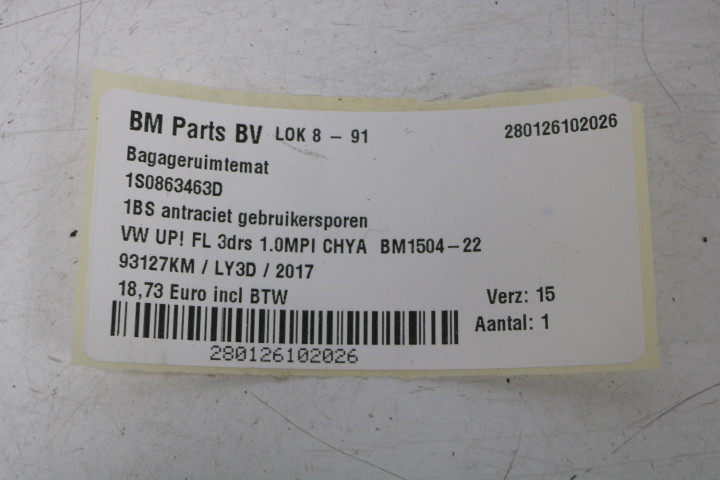 BM Parts BV LOK 8 - 91 280126102026
Bagageruimtemat
1S0863463D
1BS antraciet gebruikersporen
VW UP! FL 3drs 1.0MPI CHYA BM1504-22
93127KM / LY3D / 2017
18,73 Euro incl BTW Verz: 15
Aantal: 1
280126102026